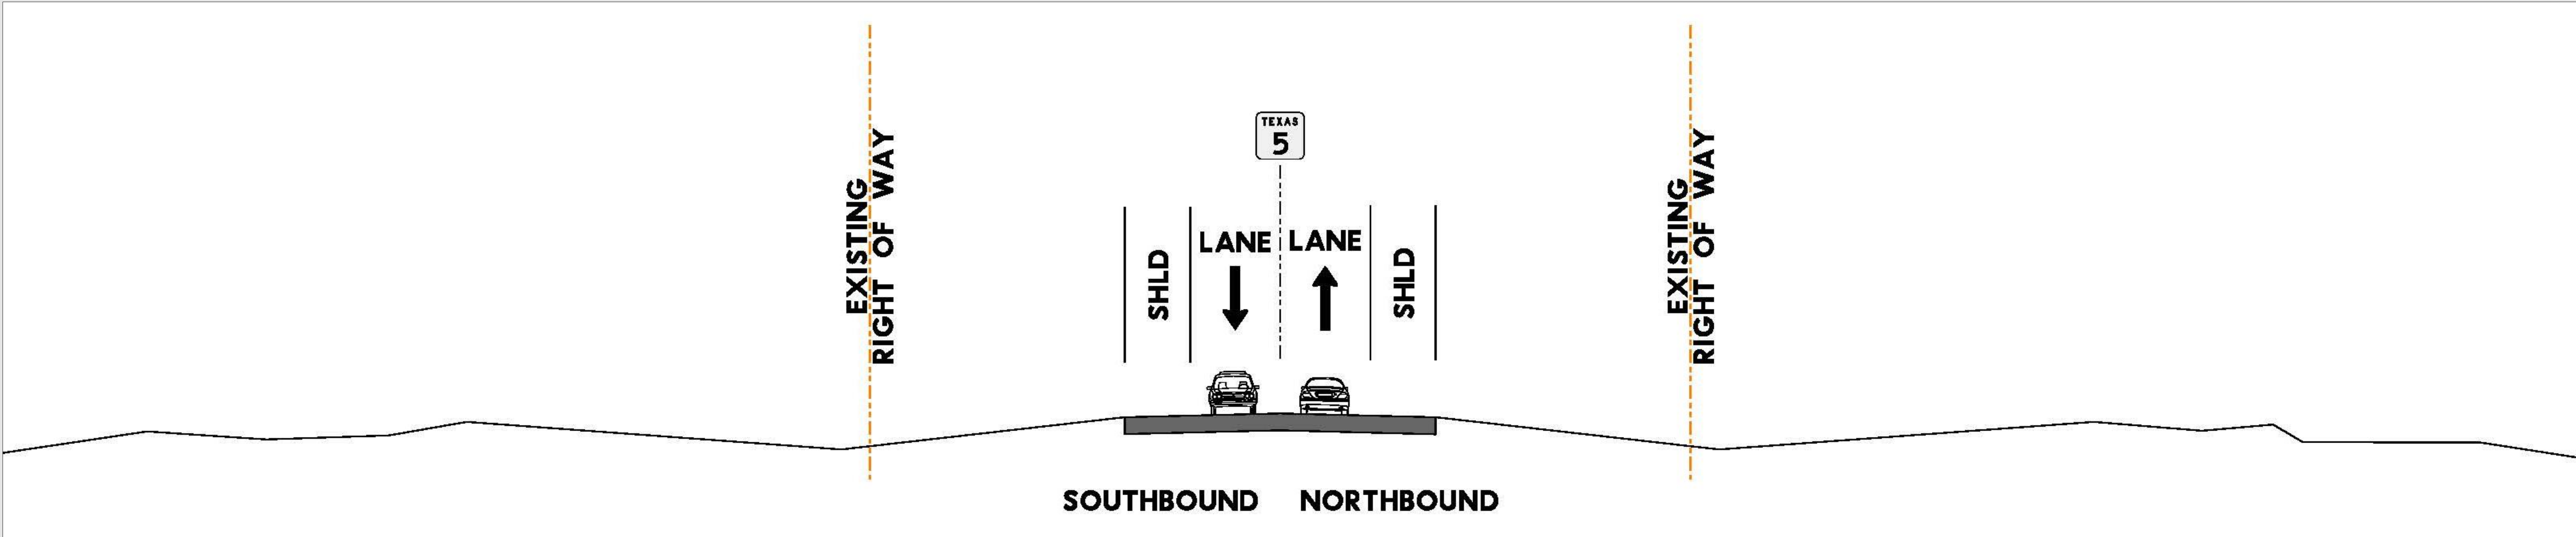 EXISTING
RIGHT OF WAY
TEXAS
5
SHLD
LANE
LANE
SHLD
EXISTING
RIGHT OF WAY
SOUTHBOUND
NORTHBOUND